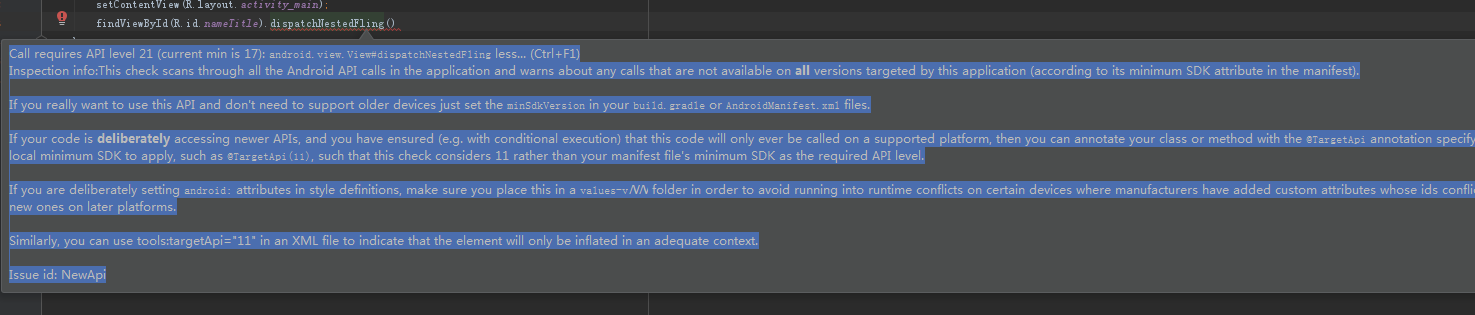 setContentView(R.layout.activity_main);
findViewById(R.id.nameTitle).dispatchNestedFling()
Call requires API level 21 (current min is 17): android.view.View#dispatchNestedFling less... (Ctrl+F1)
Inspection info:This check scans through all the Android API calls in the application and warns about any calls that are not available on all versions targeted by this application (according to its minimum SDK attribute in the manifest).
If you really want to use this API and don't need to support older devices just set the minSdkVersion in your build.gradle or AndroidManifest.xml files.
If your code is deliberately accessing newer APIs, and you have ensured (e.g. with conditional execution) that this code will only ever be called on a supported platform, then you can annotate your class or method with the @TargetApi annotation specify
local minimum SDK to apply, such as @TargetApi(11), such that this check considers 11 rather than your manifest file's minimum SDK as the required API level.
If you are deliberately setting android: attributes in style definitions, make sure you place this in a values-vNN folder in order to avoid running into runtime conflicts on certain devices where manufacturers have added custom attributes whose ids conflic
new ones on later platforms.
Similarly, you can use tools:targetApi="11" in an XML file to indicate that the element will only be inflated in an adequate context.
Issue id: NewApi